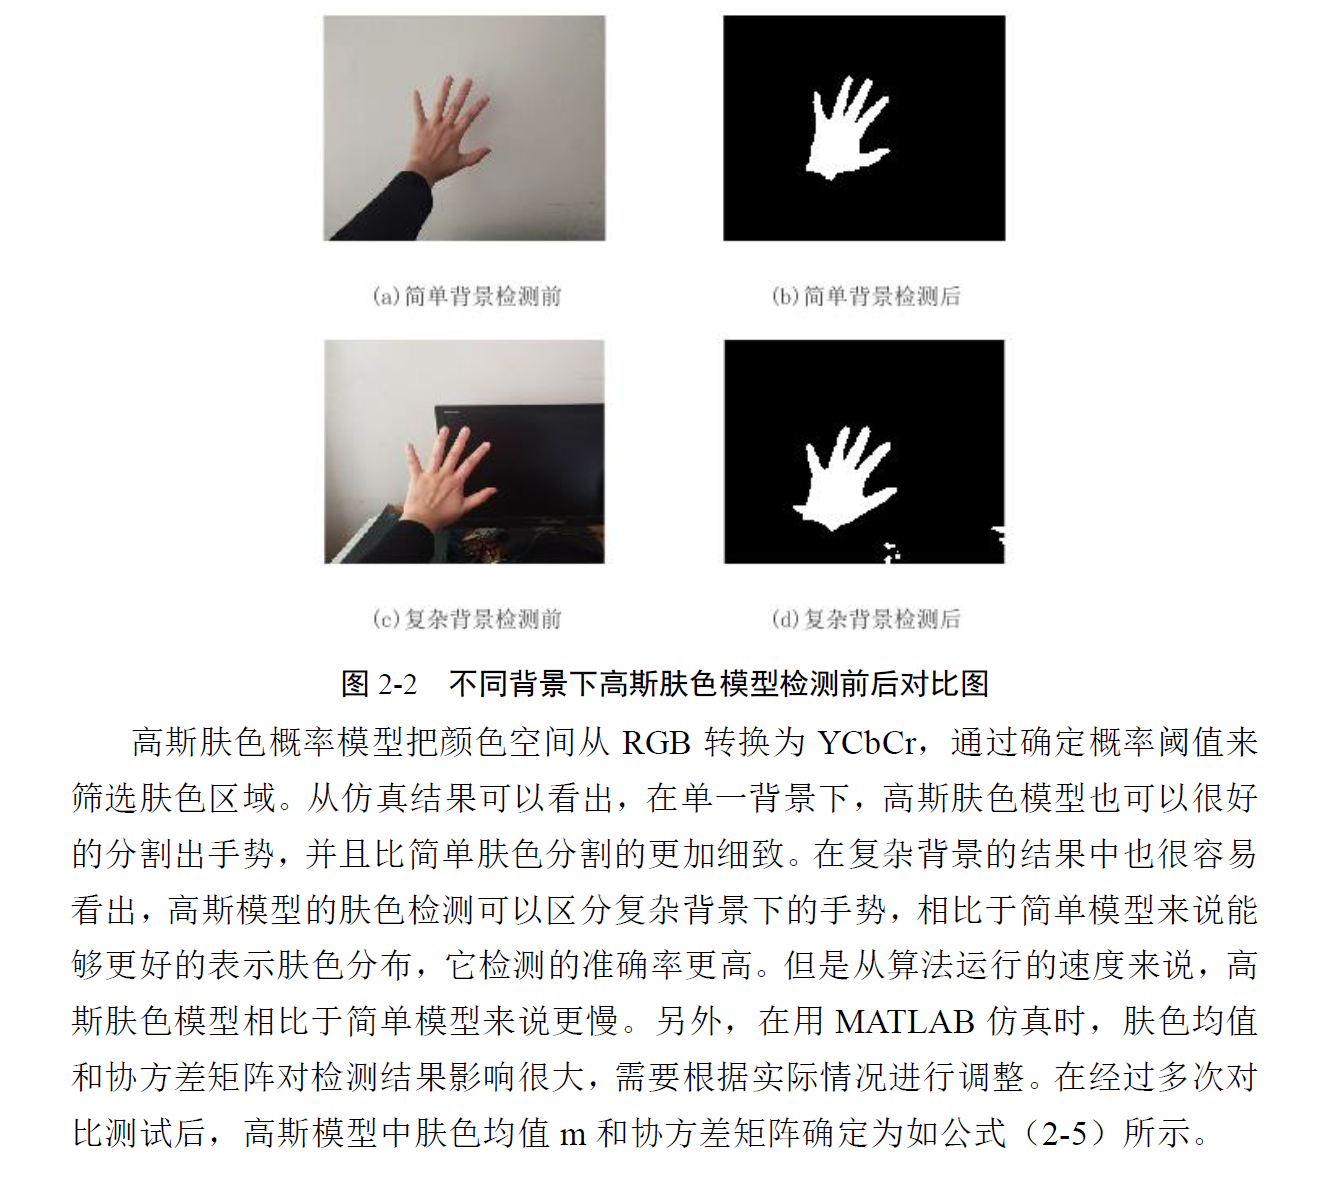 (a)简单背景检测前
(b)简单背景检测后
(c)复杂背景检测前
(d)复杂背景检测后
图 2-2 不同背景下高斯肤色模型检测前后对比图
高斯肤色概率模型把颜色空间从 RGB 转换为 YCbCr，通过确定概率阈值来
筛选肤色区域。从仿真结果可以看出，在单一背景下，高斯肤色模型也可以很好
的分割出手势，并且比简单肤色分割的更加细致。在复杂背景的结果中也很容易
看出，高斯模型的肤色检测可以区分复杂背景下的手势，相比于简单模型来说能
够更好的表示肤色分布，它检测的准确率更高。但是从算法运行的速度来说，高
斯肤色模型相比于简单模型来说更慢。另外，在用 MATLAB 仿真时，肤色均值
和协方差矩阵对检测结果影响很大，需要根据实际情况进行调整。在经过多次对
比测试后，高斯模型中肤色均值 m 和协方差矩阵确定为如公式（2-5）所示。